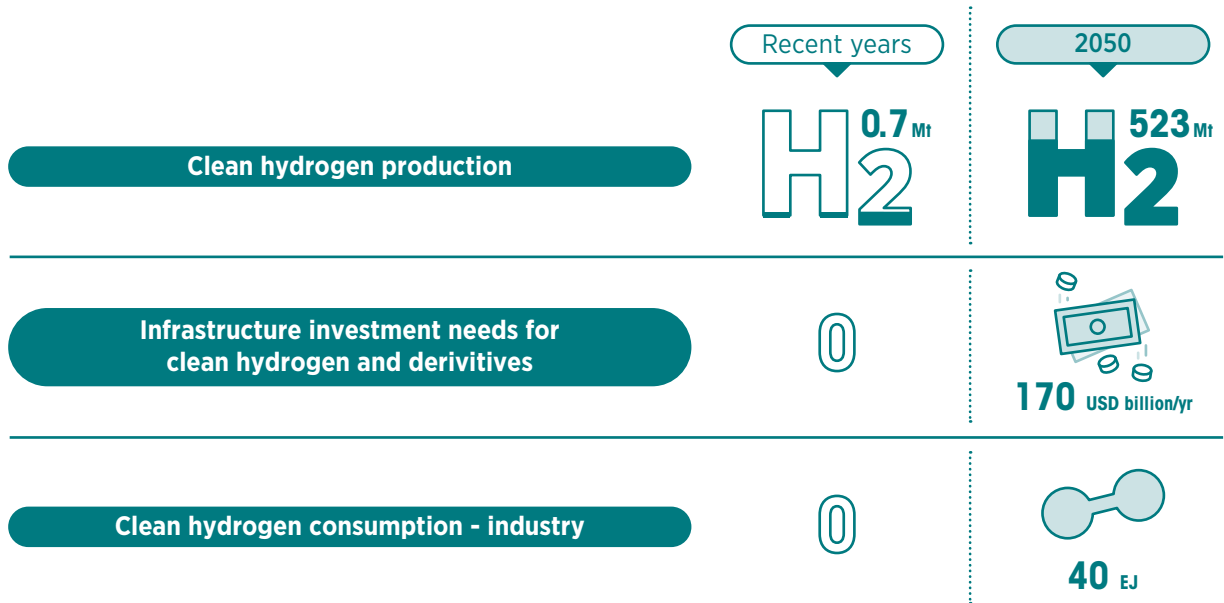 Recent years
2050
Clean hydrogen production
H2
0.7 Mt
H2
523 Mt
Infrastructure investment needs for
clean hydrogen and derivitives
0
170 USD billion/yr
Clean hydrogen consumption - industry
0
40 EJ